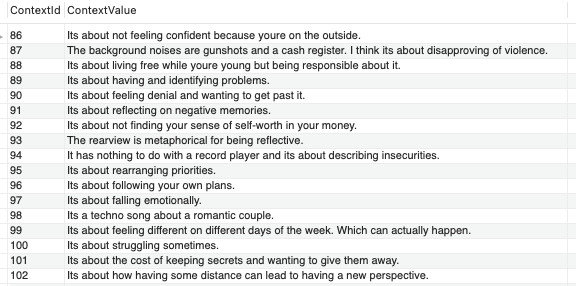 ContextId ContextValue
86 Its about not feeling confident because youre on the outside.
87 The background noises are gunshots and a cash register. I think its about disapproving of violence.
88 Its about living free while youre young but being responsible about it.
89 Its about having and identifying problems.
90 Its about feeling denial and wanting to get past it.
91 Its about reflecting on negative memories.
92 Its about not finding your sense of self-worth in your money.
93 The rearview is metaphorical for being reflective.
94 It has nothing to do with a record player and its about describing insecurities.
95 Its about rearranging priorities.
96 Its about following your own plans.
97 Its about falling emotionally.
98 Its a techno song about a romantic couple.
99 Its about feeling different on different days of the week. Which can actually happen.
100 Its about struggling sometimes.
101 Its about the cost of keeping secrets and wanting to give them away.
102 Its about how having some distance can lead to having a new perspective.